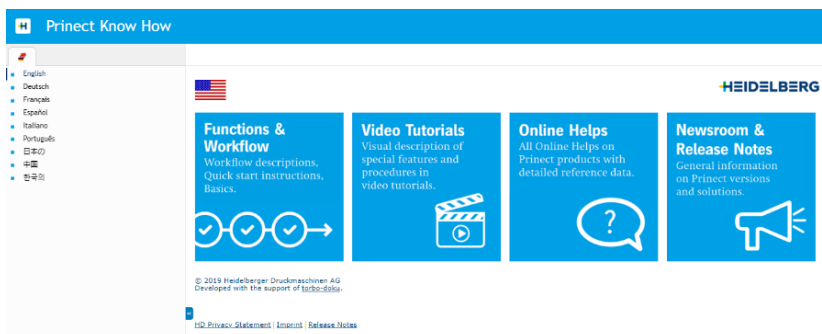 Prinect Know How
English
Deutsch
Français
Español
Italiano
Português
日本の
中国
한국의
HEIDELBERG
Functions &
Workflow
Workflow descriptions,
Quick start instructions,
Basics.
Video Tutorials
Visual description of
special features and
procedures in
video tutorials.
Online Helps
All Online Helps on
Prinect products with
detailed reference data.
?
Newsroom &
Release Notes
General information
on Prinect versions
and solutions.
© 2019 Heidelberger Druckmaschinen AG
Developed with the support of torbo-doku.
HD Privacy Statement | Imprint | Release Notes